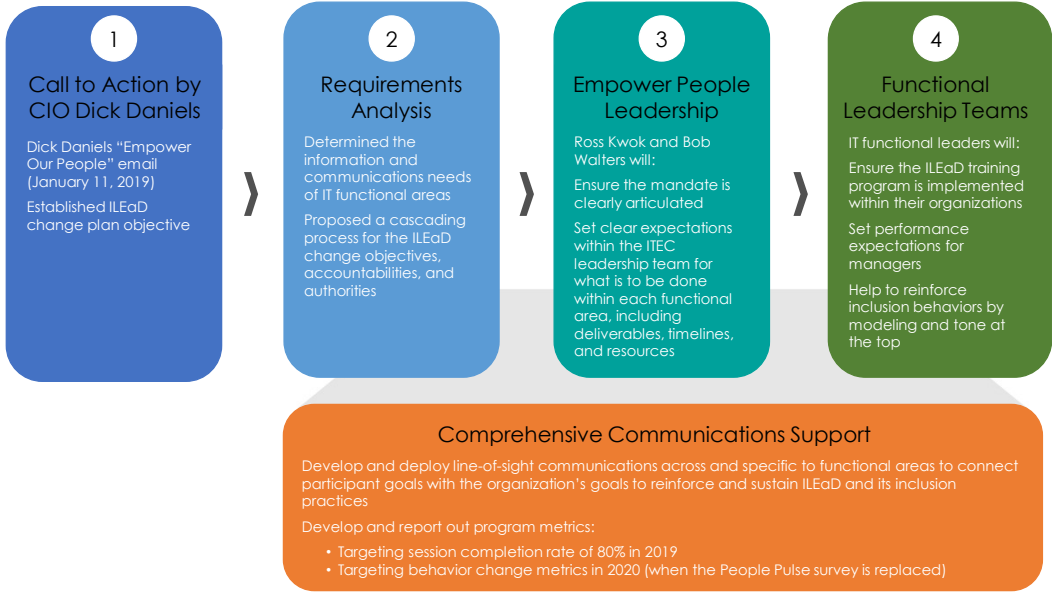 1
Call to Action by
CIO Dick Daniels
Dick Daniels “Empower
Our People” email
(January 11, 2019)
Established ILEaD
change plan objective
2
Requirements
Analysis
Determined the
information and
communications needs
of IT functional areas
Proposed a cascading
process for the ILEaD
change objectives,
accountabilities, and
authorities
3
Empower People
Leadership
Ross Kwok and Bob
Walters will:
Ensure the mandate is
clearly articulated
Set clear expectations
within the ITEC
leadership team for
what is to be done
within each functional
area, including
deliverables, timelines,
and resources
4
Functional
Leadership Teams
IT functional leaders will:
Ensure the ILEaD training
program is implemented
within their organizations
Set performance
expectations for
managers
Help to reinforce
inclusion behaviors by
modeling and tone at
the top
Comprehensive Communications Support
Develop and deploy line-of-sight communications across and specific to functional areas to connect
participant goals with the organization’s goals to reinforce and sustain ILEaD and its inclusion
practices
Develop and report out program metrics:
• Targeting session completion rate of 80% in 2019
• Targeting behavior change metrics in 2020 (when the People Pulse survey is replaced)